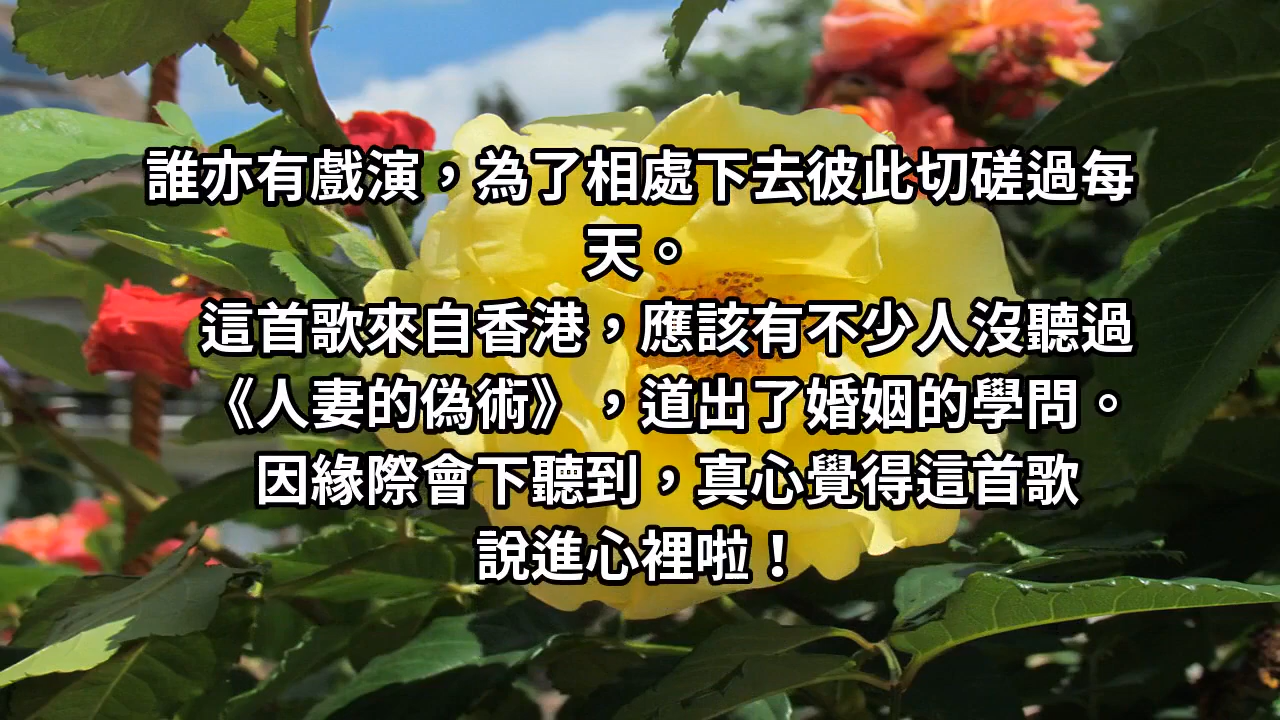 誰亦有戲演，為了相處下去彼此切磋過每
天。
這首歌來自香港，應該有不少人沒聽過
《人妻的偽術》，道出了婚姻的學問。
因緣際會下聽到，真心覺得這首歌
說進心裡啦！